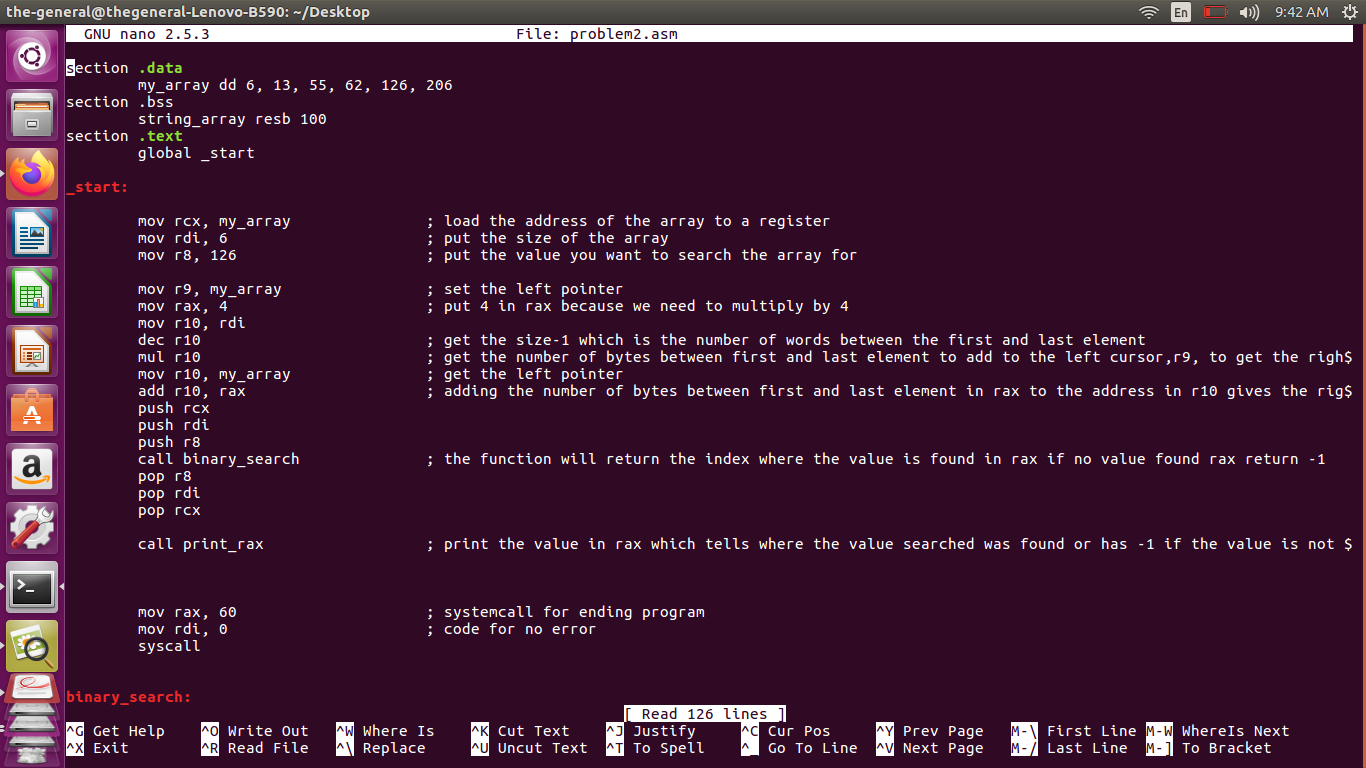 the-general@thegeneral-Lenovo-B590: ~/Desktop En 9:42 AM
GNU nano 2.5.3 File: problem2.asm
section .data
my_array dd 6, 13, 55, 62, 126, 206
section .bss
string_array resb 100
section .text
global _start
_start:
mov rcx, my_array ; load the address of the array to a register
mov rdi, 6 ; put the size of the array
mov r8, 126 ; put the value you want to search the array for
mov r9, my_array ; set the left pointer
mov rax, 4 ; put 4 in rax because we need to multiply by 4
mov r10, rdi
dec r10 ; get the size-1 which is the number of words between the first and last element
mul r10 ; get the number of bytes between first and last element to add to the left cursor,r9, to get the righ$
mov r10, my_array ; get the left pointer
add r10, rax ; adding the number of bytes between first and last element in rax to the address in r10 gives the rig$
push rcx
push rdi
push r8
call binary_search ; the function will return the index where the value is found in rax if no value found rax return -1
pop r8
pop rdi
pop rcx
call print_rax ; print the value in rax which tells where the value searched was found or has -1 if the value is not $
mov rax, 60 ; systemcall for ending program
mov rdi, 0 ; code for no error
syscall
binary_search:
[ Read 126 lines ]
^G Get Help ^O Write Out ^W Where Is ^K Cut Text ^J Justify ^C Cur Pos ^Y Prev Page M-\ First Line M-W WhereIs Next
^X Exit ^R Read File ^\ Replace ^U Uncut Text ^T To Spell ^_ Go To Line ^V Next Page M-/ Last Line M-] To Bracket